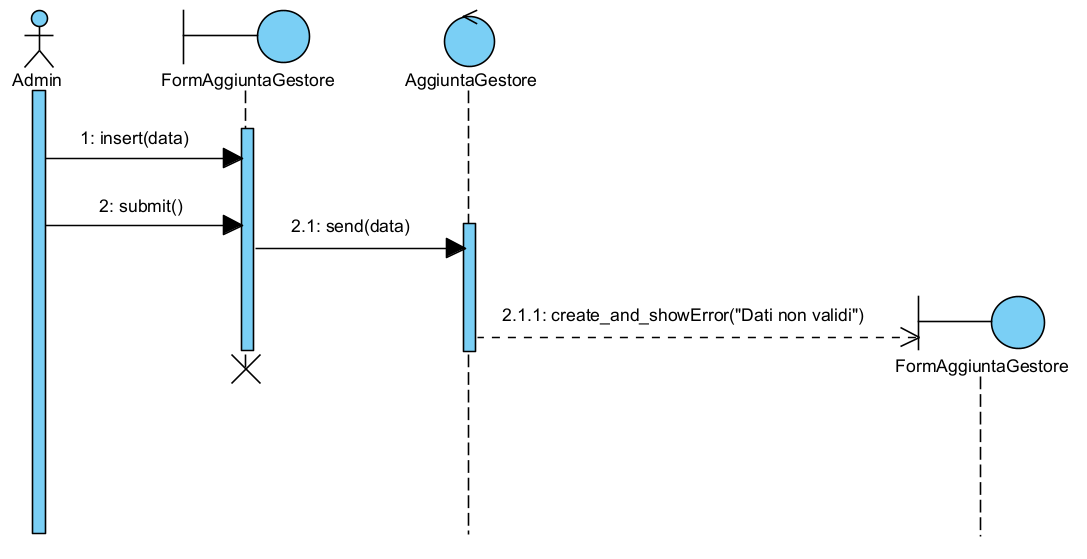 Admin
FormAggiuntaGestore
AggiuntaGestore
1: insert(data)
2: submit()
2.1: send(data)
2.1.1: create_and_showError("Dati non validi")
FormAggiuntaGestore